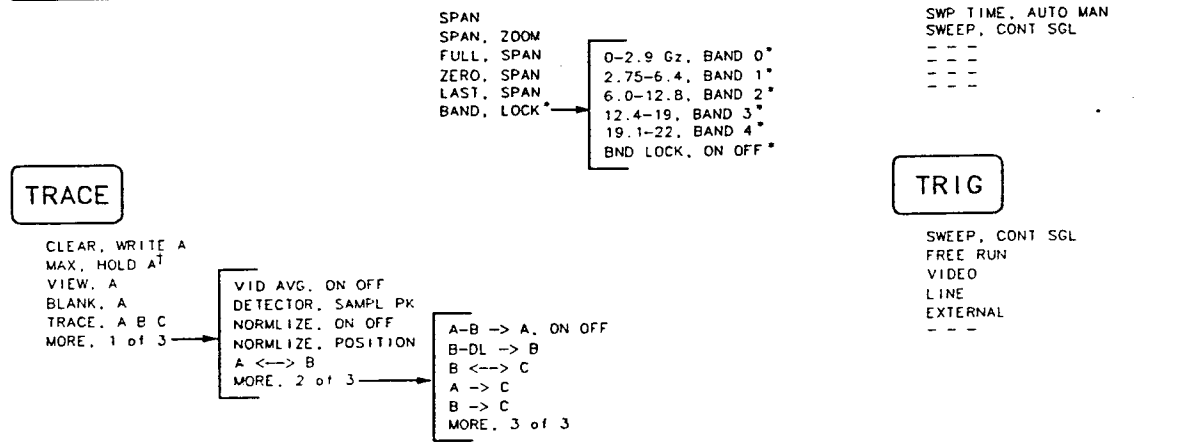 SPAN
SPAN, ZOOM
FULL, SPAN
ZERO, SPAN
LAST, SPAN
BAND, LOCK*
0-2.9 Gz, BAND 0*
2.75-6.4, BAND 1*
6.0-12.8, BAND 2*
12.4-19, BAND 3*
19.1-22, BAND 4*
BND LOCK, ON OFF*
SWP TIME, AUTO MAN
SWEEP, CONT SGL
- - -
- - -
- - -
- - -
TRACE
CLEAR, WRITE A
MAX, HOLD A†
VIEW, A
BLANK, A
TRACE, A B C
MORE, 1 of 3
VID AVG, ON OFF
DETECTOR, SAMPL PK
NORMLIZE, ON OFF
NORMLIZE, POSITION
A <--> B
MORE, 2 of 3
A-B -> A, ON OFF
B-DL -> B
B <--> C
A -> C
B -> C
MORE, 3 of 3
TRIG
SWEEP, CONT SGL
FREE RUN
VIDEO
LINE
EXTERNAL
- - -